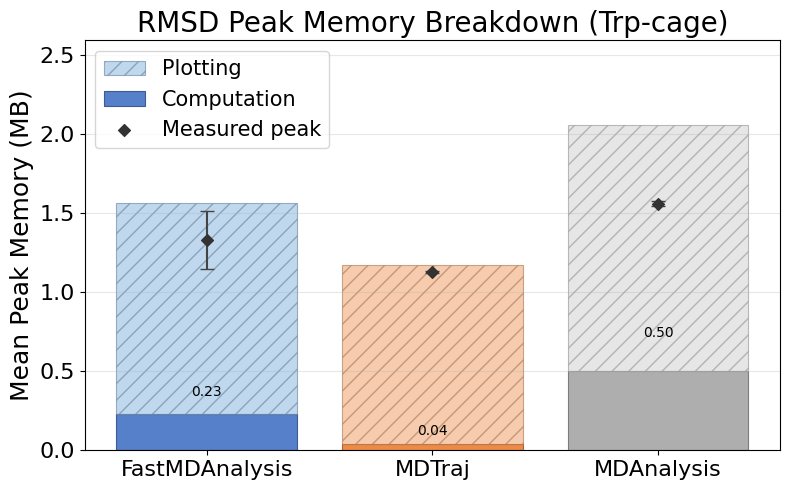 RMSD Peak Memory Breakdown (Trp-cage)
Mean Peak Memory (MB)
2.5
2.0
1.5
1.0
0.5
0.0
Plotting
Computation
Measured peak
0.23
0.04
0.50
FastMDAnalysis
MDTraj
MDAnalysis